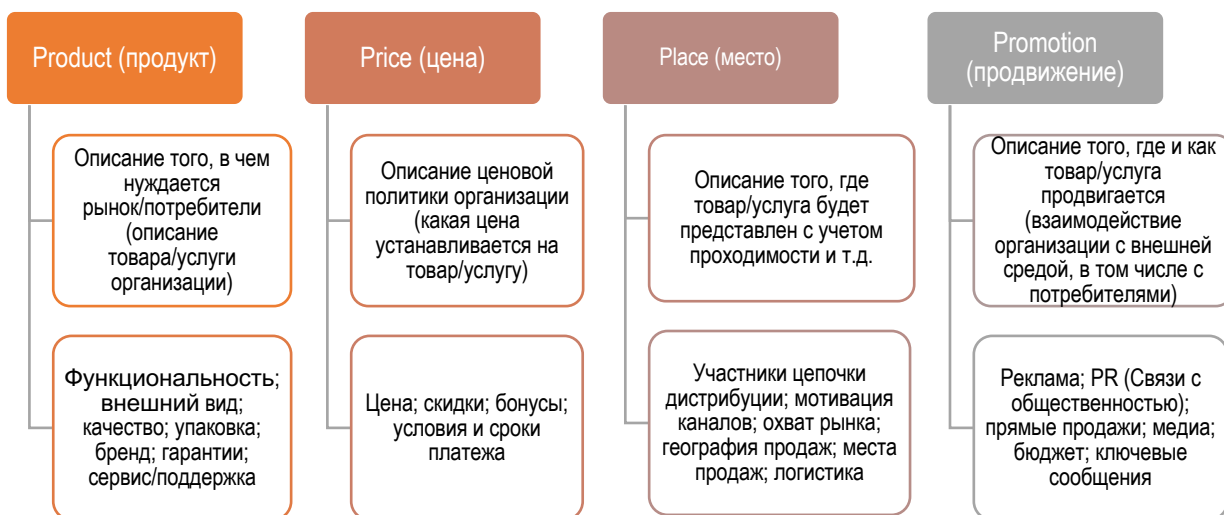 Product (продукт)
Описание того, в чем
нуждается
рынок/потребители
(описание
товара/услуги
организации)
Функциональность;
внешний вид;
качество; упаковка;
бренд; гарантии;
сервис/поддержка
Price (цена)
Описание ценовой
политики организации
(какая цена
устанавливается на
товар/услугу)
Цена; скидки; бонусы;
условия и сроки
платежа
Place (место)
Описание того, где
товар/услуга будет
представлен с учетом
проходимости и т.д.
Участники цепочки
дистрибуции; мотивация
каналов; охват рынка;
география продаж; места
продаж; логистика
Promotion
(продвижение)
Описание того, где и как
товар/услуга
продвигается
(взаимодействие
организации с внешней
средой, в том числе с
потребителями)
Реклама; PR (Связи с
общественностью);
прямые продажи; медиа;
бюджет; ключевые
сообщения